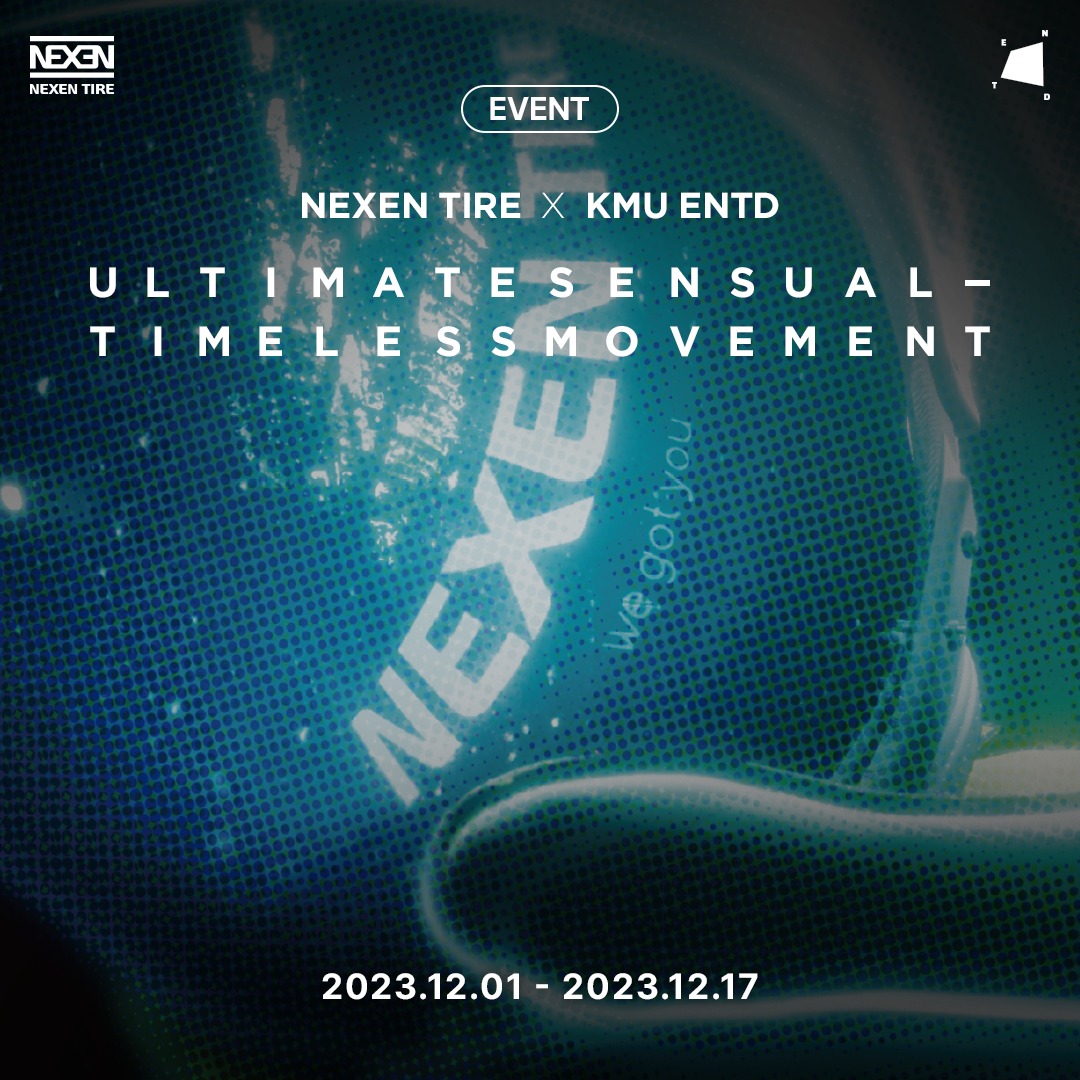 NEXEN
NEXEN TIRE
E N
T D
EVENT
NEXEN TIRE X KMU ENTD
ULTIMATESENSUAL–
TIMELESSMOVEMENT
NEXEN TIRE
We got you
2023.12.01 - 2023.12.17